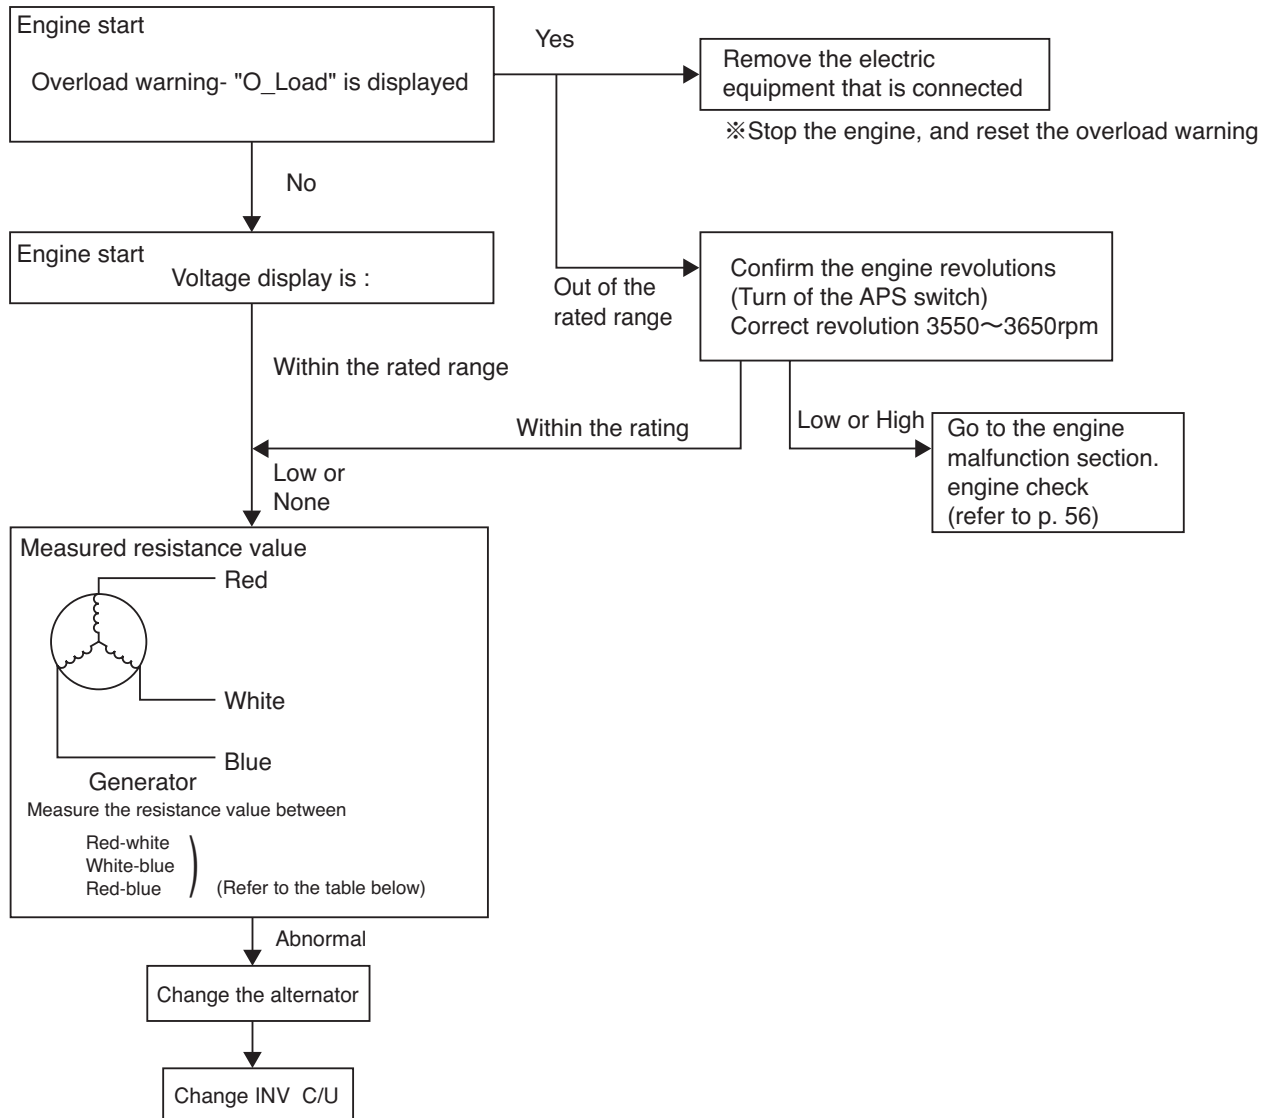 Engine start
Overload warning- "O_Load" is displayed
Yes
Remove the electric
equipment that is connected
※Stop the engine, and reset the overload warning
No
Engine start
Voltage display is :
Out of the
rated range
Confirm the engine revolutions
(Turn of the APS switch)
Correct revolution 3550〜3650rpm
Within the rated range
Within the rating
Low or High
Go to the engine
malfunction section.
engine check
(refer to p. 56)
Low or
None
Measured resistance value
Red
White
Blue
Generator
Measure the resistance value between
Red-white
White-blue
Red-blue
(Refer to the table below)
Abnormal
Change the alternator
Change INV C/U